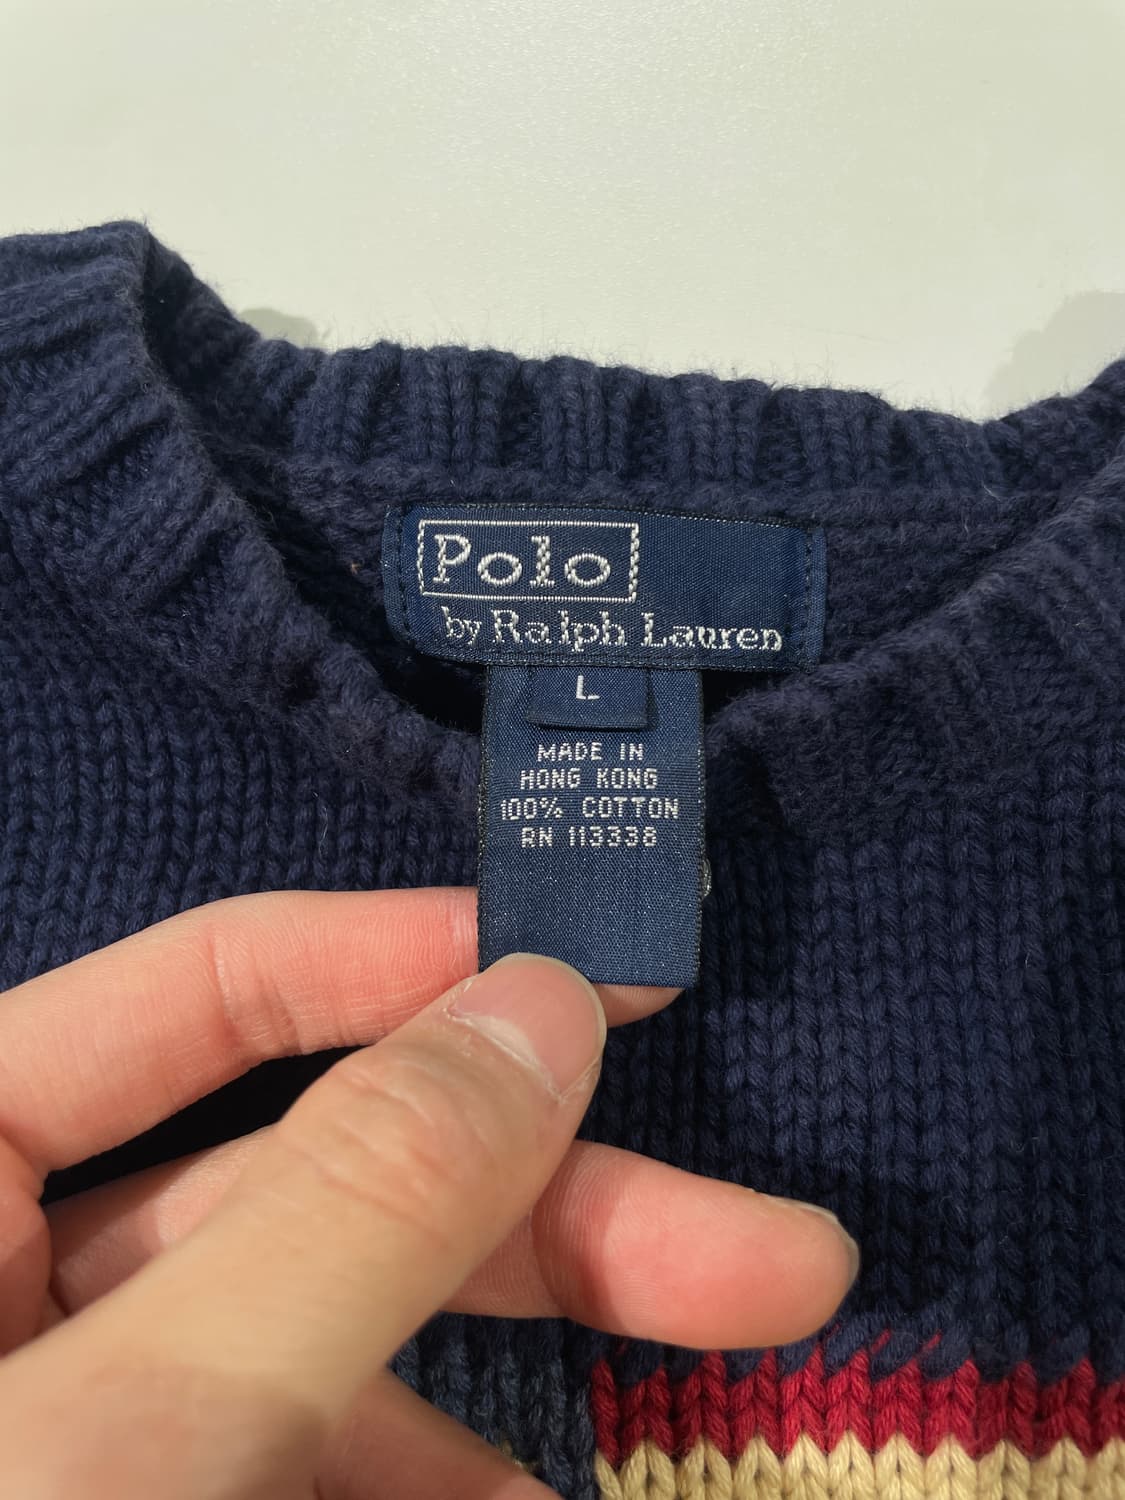 Polo
by Ralph Lauren
L
MADE IN
HONG KONG
100% COTTON
RN 113338